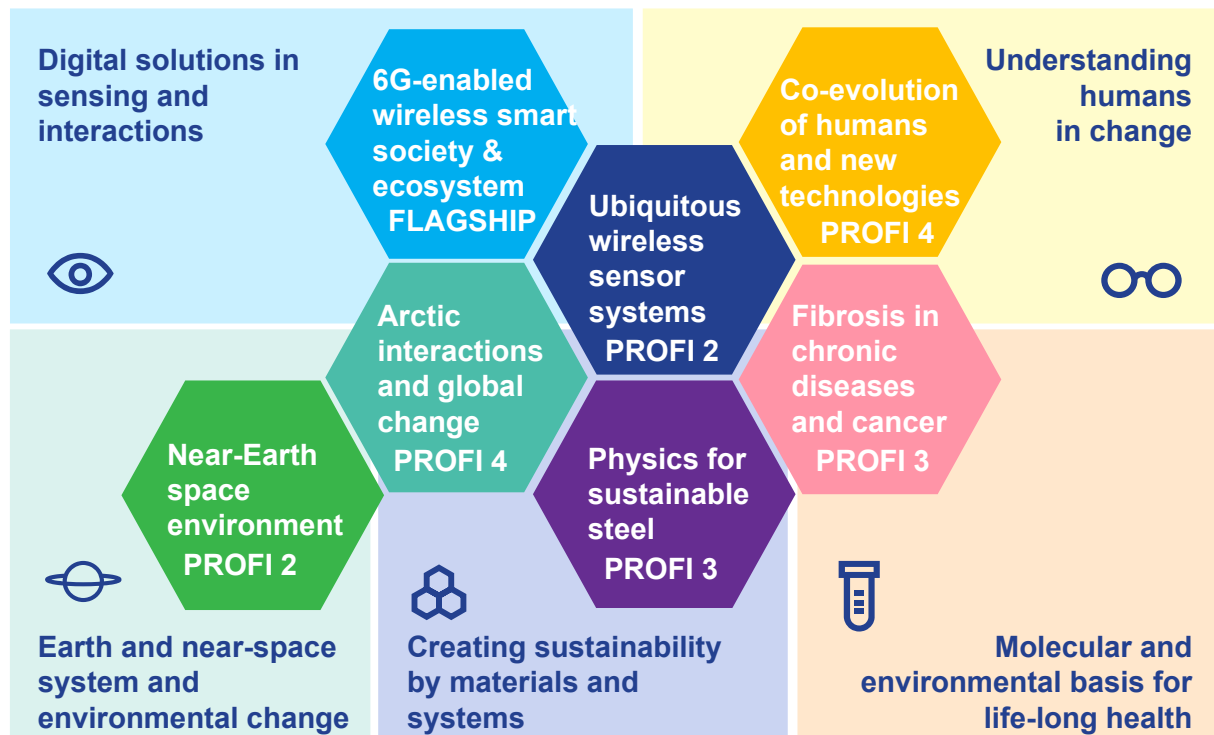 Digital solutions in
sensing and
interactions
6G-enabled
wireless smart
society &
ecosystem
FLAGSHIP
Ubiquitous
wireless
sensor
systems
PROFI 2
Co-evolution
of humans
and new
technologies
PROFI 4
Understanding
humans
in change
Arctic
interactions
and global
change
PROFI 4
Fibrosis in
chronic
diseases
and cancer
PROFI 3
Near-Earth
space
environment
PROFI 2
Physics for
sustainable
steel
PROFI 3
Earth and near-space
system and
environmental change
Creating sustainability
by materials and
systems
Molecular and
environmental basis for
life-long health